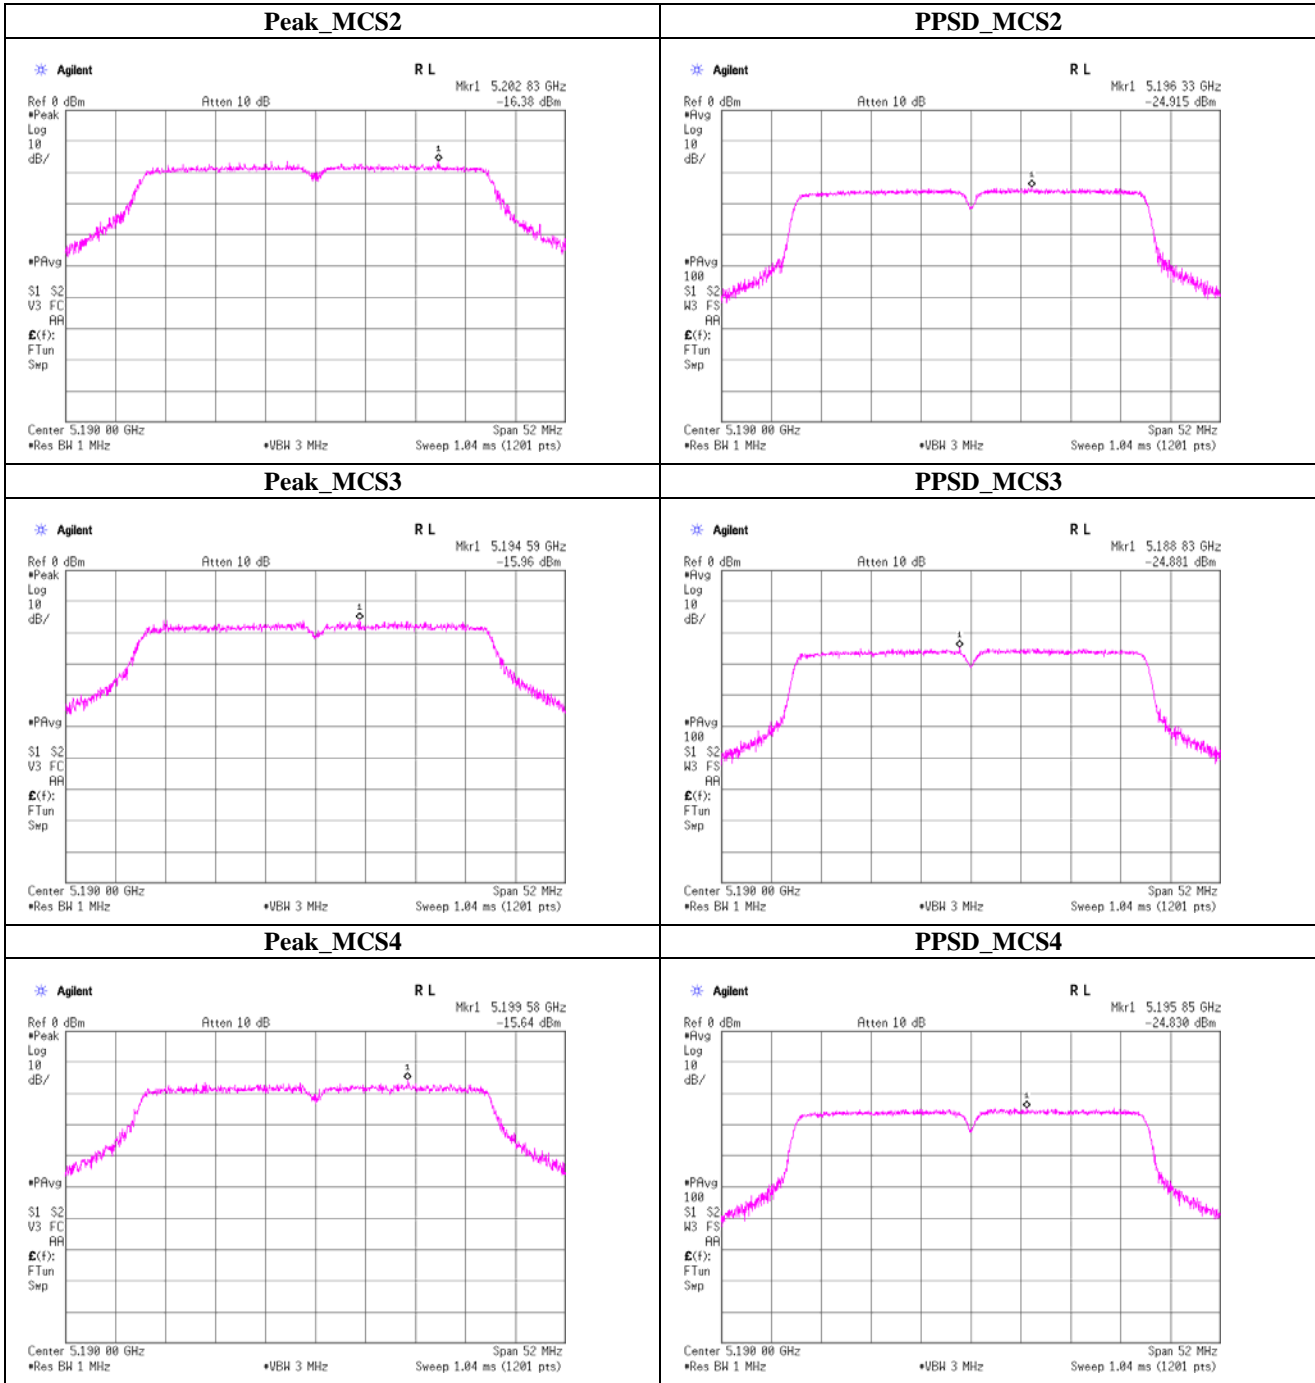 Peak_MCS2
PPSD_MCS2
Agilent
R L
Mkr1 5.202 83 GHz
Ref 0 dBm
Atten 10 dB
-16.38 dBm
#Peak
Log
10
dB/
1
#PAvg
S1 S2
V3 FC
AA
£(f):
FTun
Swp
Center 5.190 00 GHz
Span 52 MHz
#Res BW 1 MHz
#VBW 3 MHz
Sweep 1.04 ms (1201 pts)
Agilent
R L
Mkr1 5.196 33 GHz
Ref 0 dBm
Atten 10 dB
-24.915 dBm
#Avg
Log
10
dB/
1
#PAvg
100
S1 S2
W3 FS
AA
£(f):
FTun
Swp
Center 5.190 00 GHz
Span 52 MHz
#Res BW 1 MHz
#VBW 3 MHz
Sweep 1.04 ms (1201 pts)
Peak_MCS3
PPSD_MCS3
Agilent
R L
Mkr1 5.194 59 GHz
Ref 0 dBm
Atten 10 dB
-15.96 dBm
#Peak
Log
10
dB/
1
#PAvg
S1 S2
V3 FC
AA
£(f):
FTun
Swp
Center 5.190 00 GHz
Span 52 MHz
#Res BW 1 MHz
#VBW 3 MHz
Sweep 1.04 ms (1201 pts)
Agilent
R L
Mkr1 5.188 83 GHz
Ref 0 dBm
Atten 10 dB
-24.881 dBm
#Avg
Log
10
dB/
1
#PAvg
100
S1 S2
W3 FS
AA
£(f):
FTun
Swp
Center 5.190 00 GHz
Span 52 MHz
#Res BW 1 MHz
#VBW 3 MHz
Sweep 1.04 ms (1201 pts)
Peak_MCS4
PPSD_MCS4
Agilent
R L
Mkr1 5.199 58 GHz
Ref 0 dBm
Atten 10 dB
-15.64 dBm
#Peak
Log
10
dB/
1
#PAvg
S1 S2
V3 FC
AA
£(f):
FTun
Swp
Center 5.190 00 GHz
Span 52 MHz
#Res BW 1 MHz
#VBW 3 MHz
Sweep 1.04 ms (1201 pts)
Agilent
R L
Mkr1 5.195 85 GHz
Ref 0 dBm
Atten 10 dB
-24.830 dBm
#Avg
Log
10
dB/
1
#PAvg
100
S1 S2
W3 FS
AA
£(f):
FTun
Swp
Center 5.190 00 GHz
Span 52 MHz
#Res BW 1 MHz
#VBW 3 MHz
Sweep 1.04 ms (1201 pts)